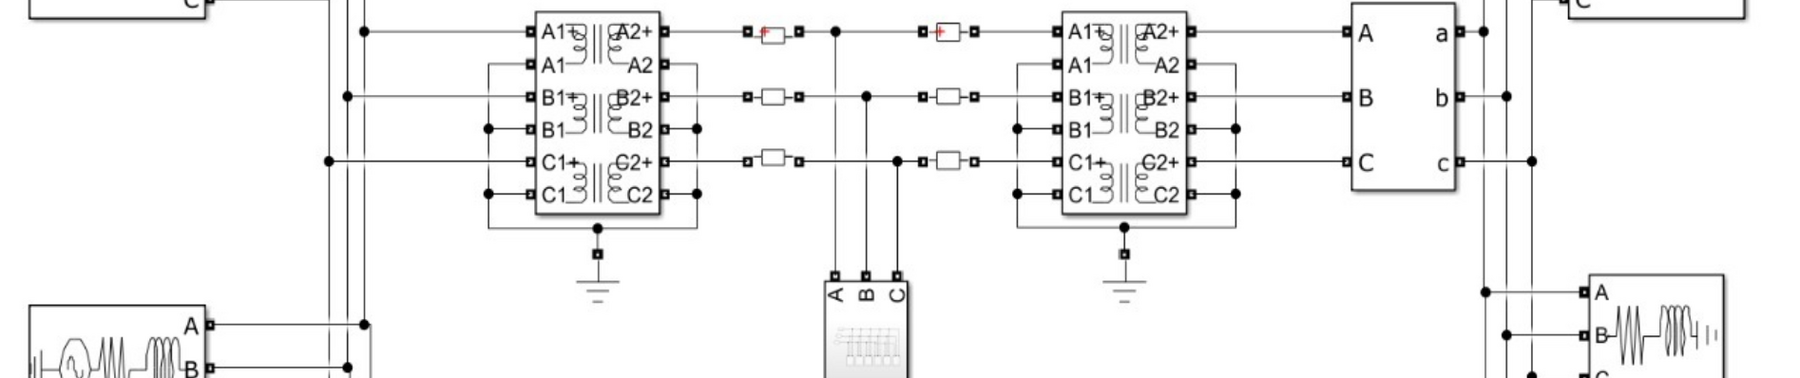 C
C
A1+ A2+
A1+ A2+
A a
A1 A2
A1 A2
B1+ B2+
B1+ B2+
B b
B1 B2
B1 B2
C1+ C2+
C1+ C2+
C c
C1 C2
C1 C2
A B C
A
B
A
B